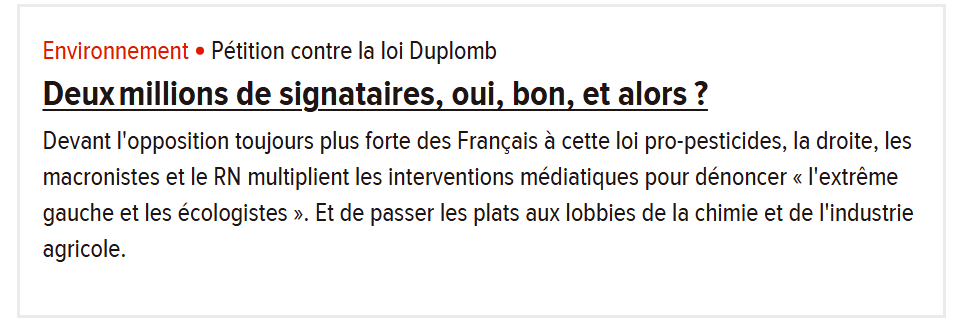 Environnement • Pétition contre la loi Duplomb
Deux millions de signataires, oui, bon, et alors ?
Devant l'opposition toujours plus forte des Français à cette loi pro-pesticides, la droite, les
macronistes et le RN multiplient les interventions médiatiques pour dénoncer « l'extrême
gauche et les écologistes ». Et de passer les plats aux lobbies de la chimie et de l'industrie
agricole.